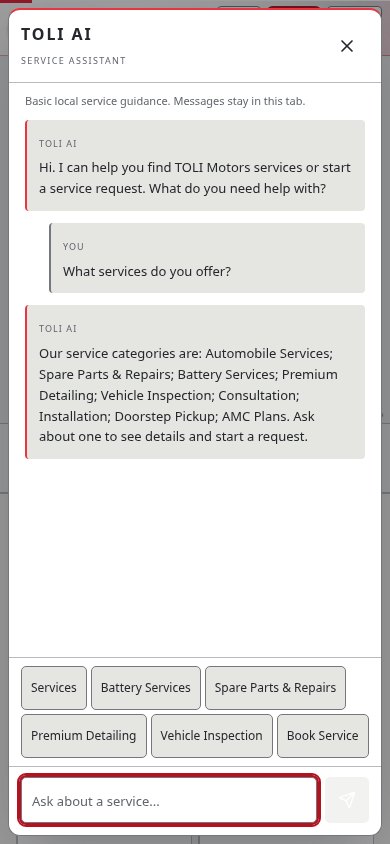 TOLI AI
SERVICE ASSISTANT
Basic local service guidance. Messages stay in this tab.
TOLI AI
Hi. I can help you find TOLI Motors services or start
a service request. What do you need help with?
YOU
What services do you offer?
TOLI AI
Our service categories are: Automobile Services;
Spare Parts & Repairs; Battery Services; Premium
Detailing; Vehicle Inspection; Consultation;
Installation; Doorstep Pickup; AMC Plans. Ask
about one to see details and start a request.
Services
Battery Services
Spare Parts & Repairs
Premium Detailing
Vehicle Inspection
Book Service
Ask about a service...